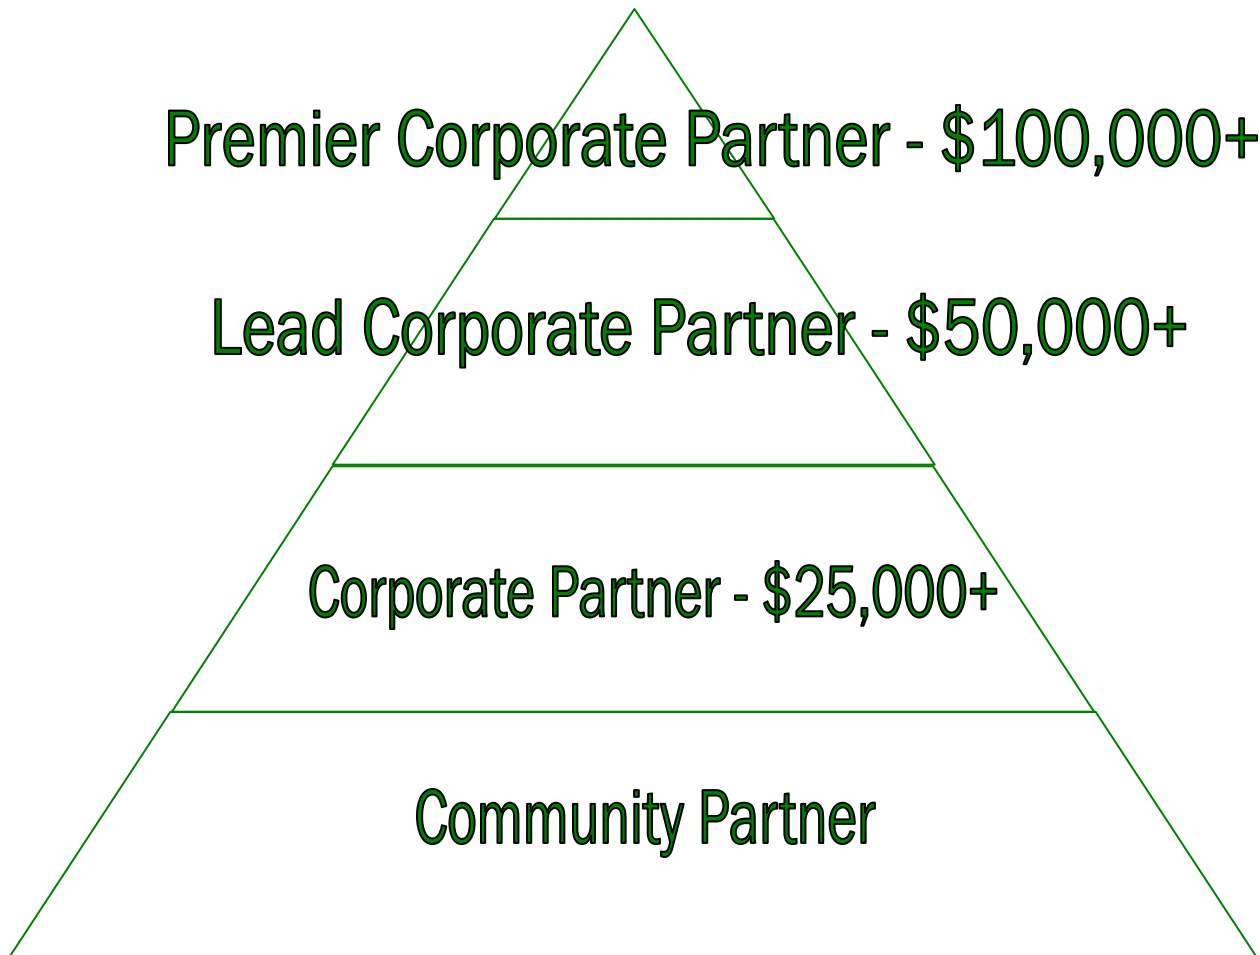 Premier Corporate Partner - $100,000+
Lead Corporate Partner - $50,000+
Corporate Partner - $25,000+
Community Partner